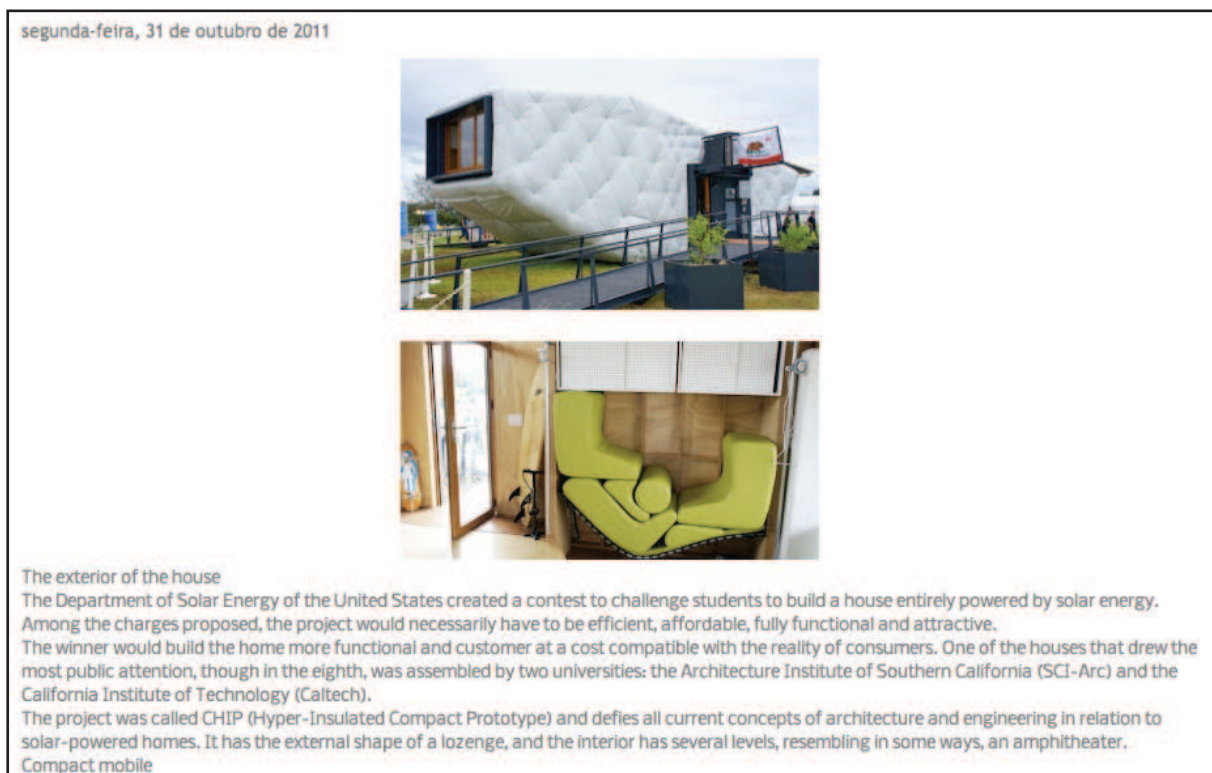 segunda-feira, 31 de outubro de 2011
The exterior of the house
The Department of Solar Energy of the United States created a contest to challenge students to build a house entirely powered by solar energy.
Among the charges proposed, the project would necessarily have to be efficient, affordable, fully functional and attractive.
The winner would build the home more functional and customer at a cost compatible with the reality of consumers. One of the houses that drew the
most public attention, though in the eighth, was assembled by two universities: the Architecture Institute of Southern California (SCI-Arc) and the
California Institute of Technology (Caltech).
The project was called CHIP (Hyper-Insulated Compact Prototype) and defies all current concepts of architecture and engineering in relation to
solar-powered homes. It has the external shape of a lozenge, and the interior has several levels, resembling in some ways, an amphitheater.
Compact mobile